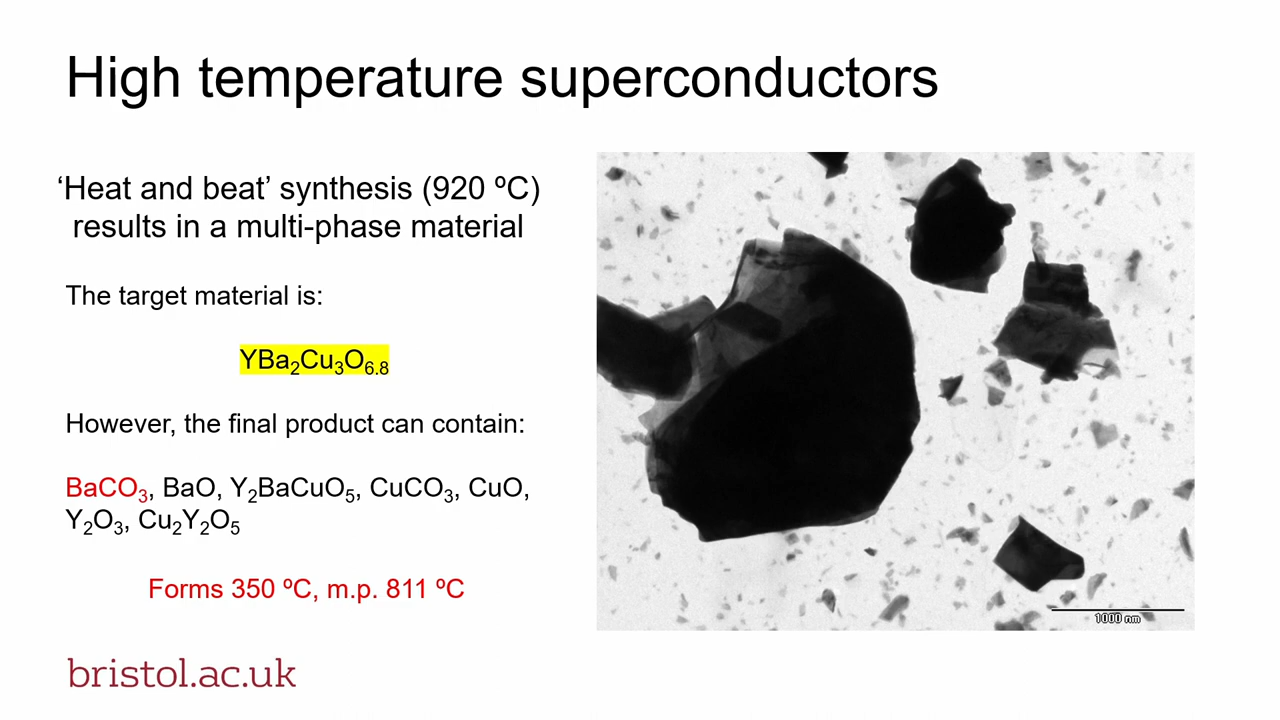 High temperature superconductors
‘Heat and beat’ synthesis (920 ºC)
results in a multi-phase material
The target material is:
YBa₂Cu₃O₆.₈
However, the final product can contain:
BaCO₃, BaO, Y₂BaCuO₅, CuCO₃, CuO,
Y₂O₃, Cu₂Y₂O₅
Forms 350 ºC, m.p. 811 ºC
1000 nm
bristol.ac.uk